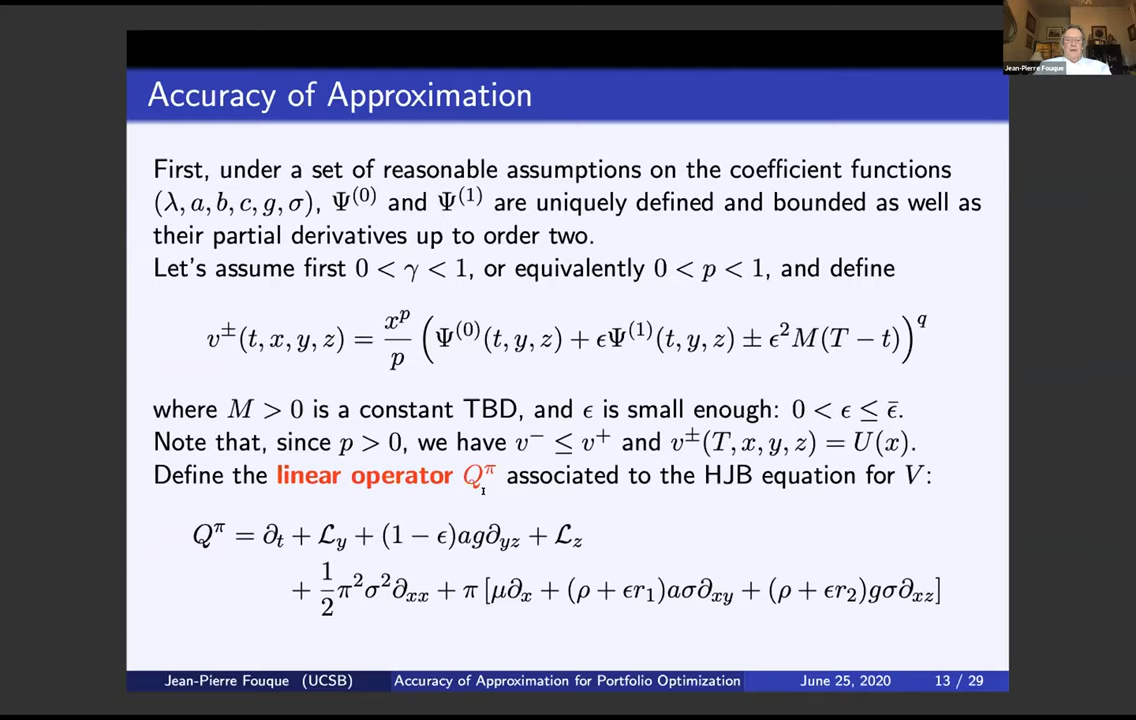 Jean-Pierre Fouque
Accuracy of Approximation
First, under a set of reasonable assumptions on the coefficient functions
(λ, a, b, c, g, σ), Ψ^(0) and Ψ^(1) are uniquely defined and bounded as well as
their partial derivatives up to order two.
Let's assume first 0 < γ < 1, or equivalently 0 < p < 1, and define
v^±(t, x, y, z) = x^p/p (Ψ^(0)(t, y, z) + ϵΨ^(1)(t, y, z) ± ϵ^2 M(T − t))^q
where M > 0 is a constant TBD, and ϵ is small enough: 0 < ϵ ≤ ϵ̄.
Note that, since p > 0, we have v^− ≤ v^+ and v^±(T, x, y, z) = U(x).
Define the linear operator Q^π associated to the HJB equation for V:
Q^π = ∂_t + ℒ_y + (1 − ϵ)ag∂_yz + ℒ_z
+ 1/2 π^2σ^2∂_xx + π [μ∂_x + (ρ + ϵr_1)aσ∂_xy + (ρ + ϵr_2)gσ∂_xz]
Jean-Pierre Fouque (UCSB) Accuracy of Approximation for Portfolio Optimization June 25, 2020 13 / 29